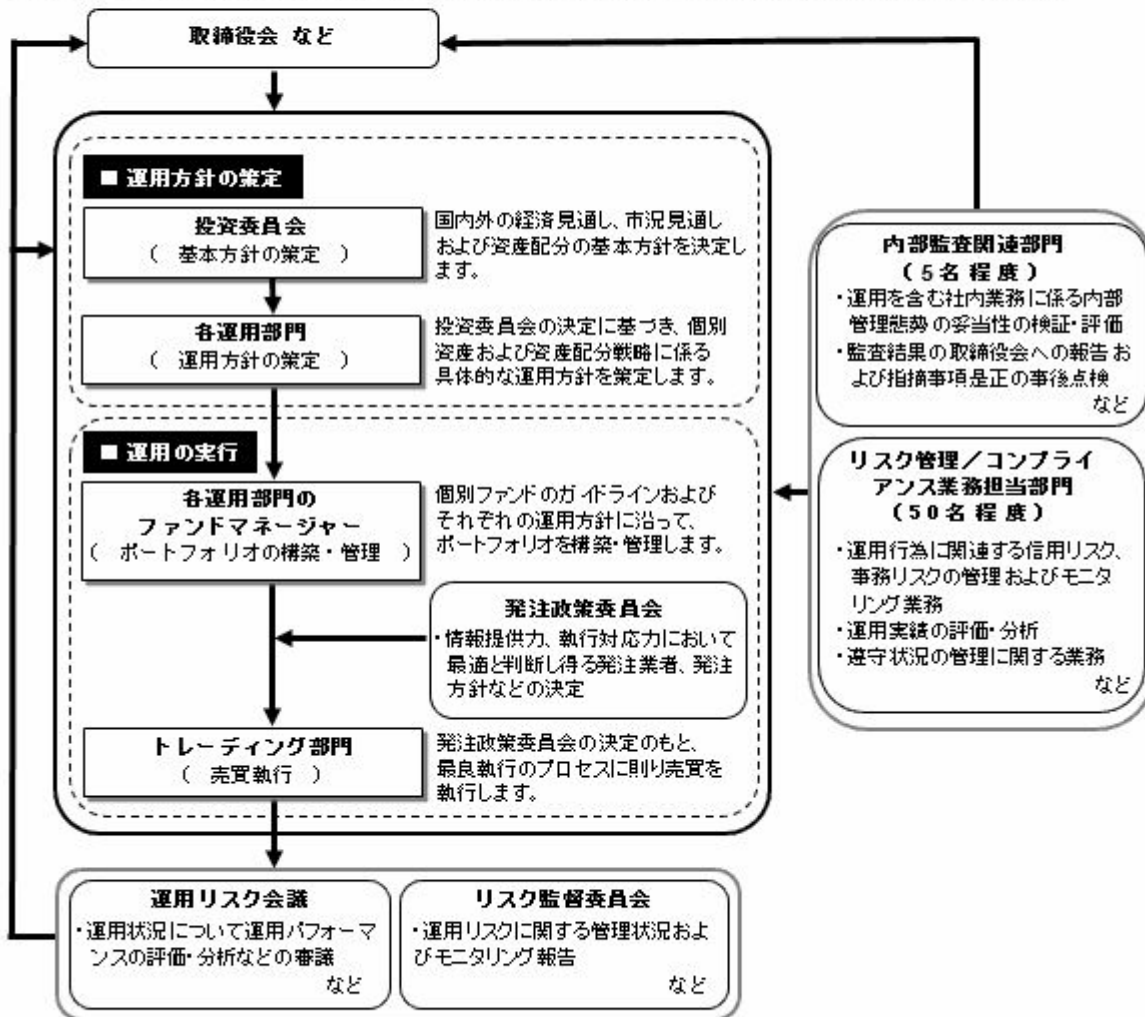 取締役会 など
■ 運用方針の策定
投資委員会
( 基本方針の策定 )
国内外の経済見通し、市況見通し
および資産配分の基本方針を決定し
ます。
各運用部門
( 運用方針の策定 )
投資委員会の決定に基づき、個別
資産および資産配分戦略に係る
具体的な運用方針を策定します。
■ 運用の実行
各運用部門の
ファンドマネージャー
( ポートフォリオの構築・管理 )
個別ファンドのガイドラインおよび
それぞれの運用方針に沿って、
ポートフォリオを構築・管理します。
発注政策委員会
・情報提供力、執行対応力において
最適と判断し得る発注業者、発注
方針などの決定
トレーディング部門
( 売買執行 )
発注政策委員会の決定のもと、
最良執行のプロセスに則り売買を
執行します。
内部監査関連部門
(5名程度)
・運用を含む社内業務に係る内部
管理態勢の妥当性の検証・評価
・監査結果の取締役会への報告お
よび指摘事項是正の事後点検
など
リスク管理/コンプライ
アンス業務担当部門
(50名程度)
・運用行為に関連する信用リスク、
事務リスクの管理およびモニタ
リング業務
・運用実績の評価・分析
・遵守状況の管理に関する業務
など
運用リスク会議
・運用状況について運用パフォーマ
ンスの評価・分析などの審議
など
リスク監督委員会
・運用リスクに関する管理状況およ
びモニタリング報告
など